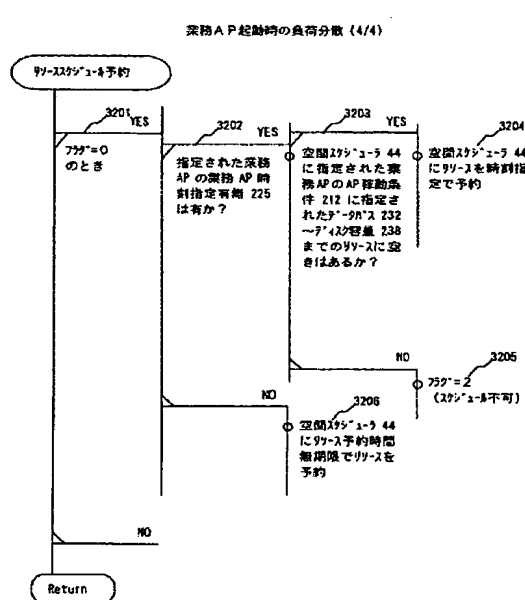 業務AP起動時の負荷分散 (4/4)
リソーススケジュール予約
3201
YES
フラグ=0
のとき
3202
YES
指定された業務
AP の業務 AP 時
刻指定有無 225
は有か？
3203
YES
空間スケジューラ 44
に指定された業
務APのAP稼動条
件 212 に指定さ
れたデータパス 232
～ディスク容量 238
までのリソースに空
きはあるか？
3204
空間スケジューラ 44
にリソースを時刻指
定で予約
NO
3205
フラグ=2
(スケジュール不可)
NO
3206
空間スケジューラ 44
にリソース予約時間
無期限でリソースを
予約
NO
Return